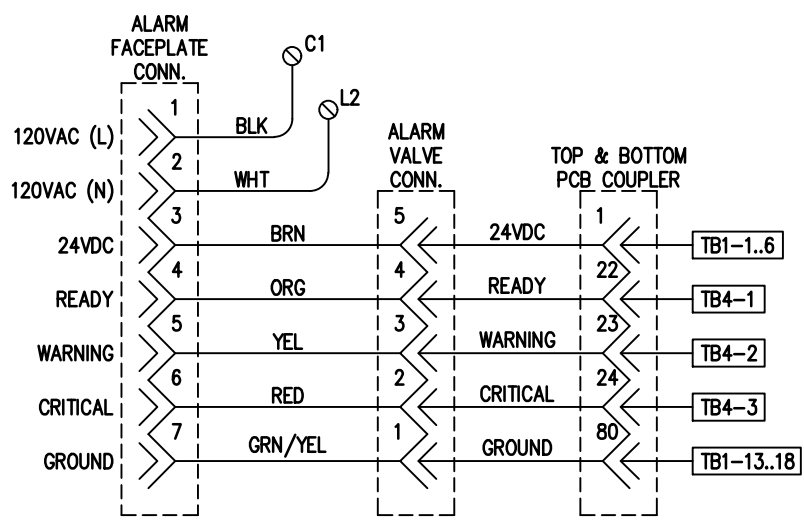 ALARM
FACEPLATE
CONN.
C1
L2
1
120VAC (L)
BLK
2
120VAC (N)
WHT
ALARM
VALVE
CONN.
TOP & BOTTOM
PCB COUPLER
3
5
1
24VDC
BRN
24VDC
TB1-1..6
4
4
22
READY
ORG
READY
TB4-1
5
3
23
WARNING
YEL
WARNING
TB4-2
6
2
24
CRITICAL
RED
CRITICAL
TB4-3
7
1
80
GROUND
GRN/YEL
GROUND
TB1-13..18